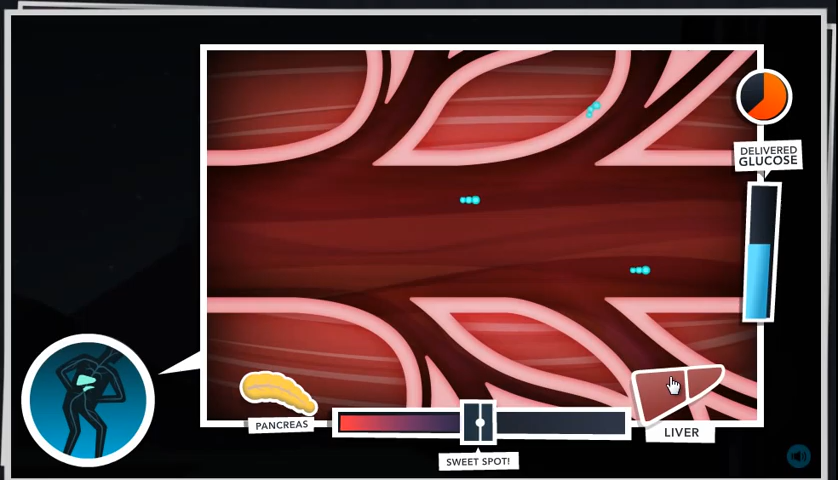 DELIVERED
GLUCOSE
PANCREAS
LIVER
SWEET SPOT!